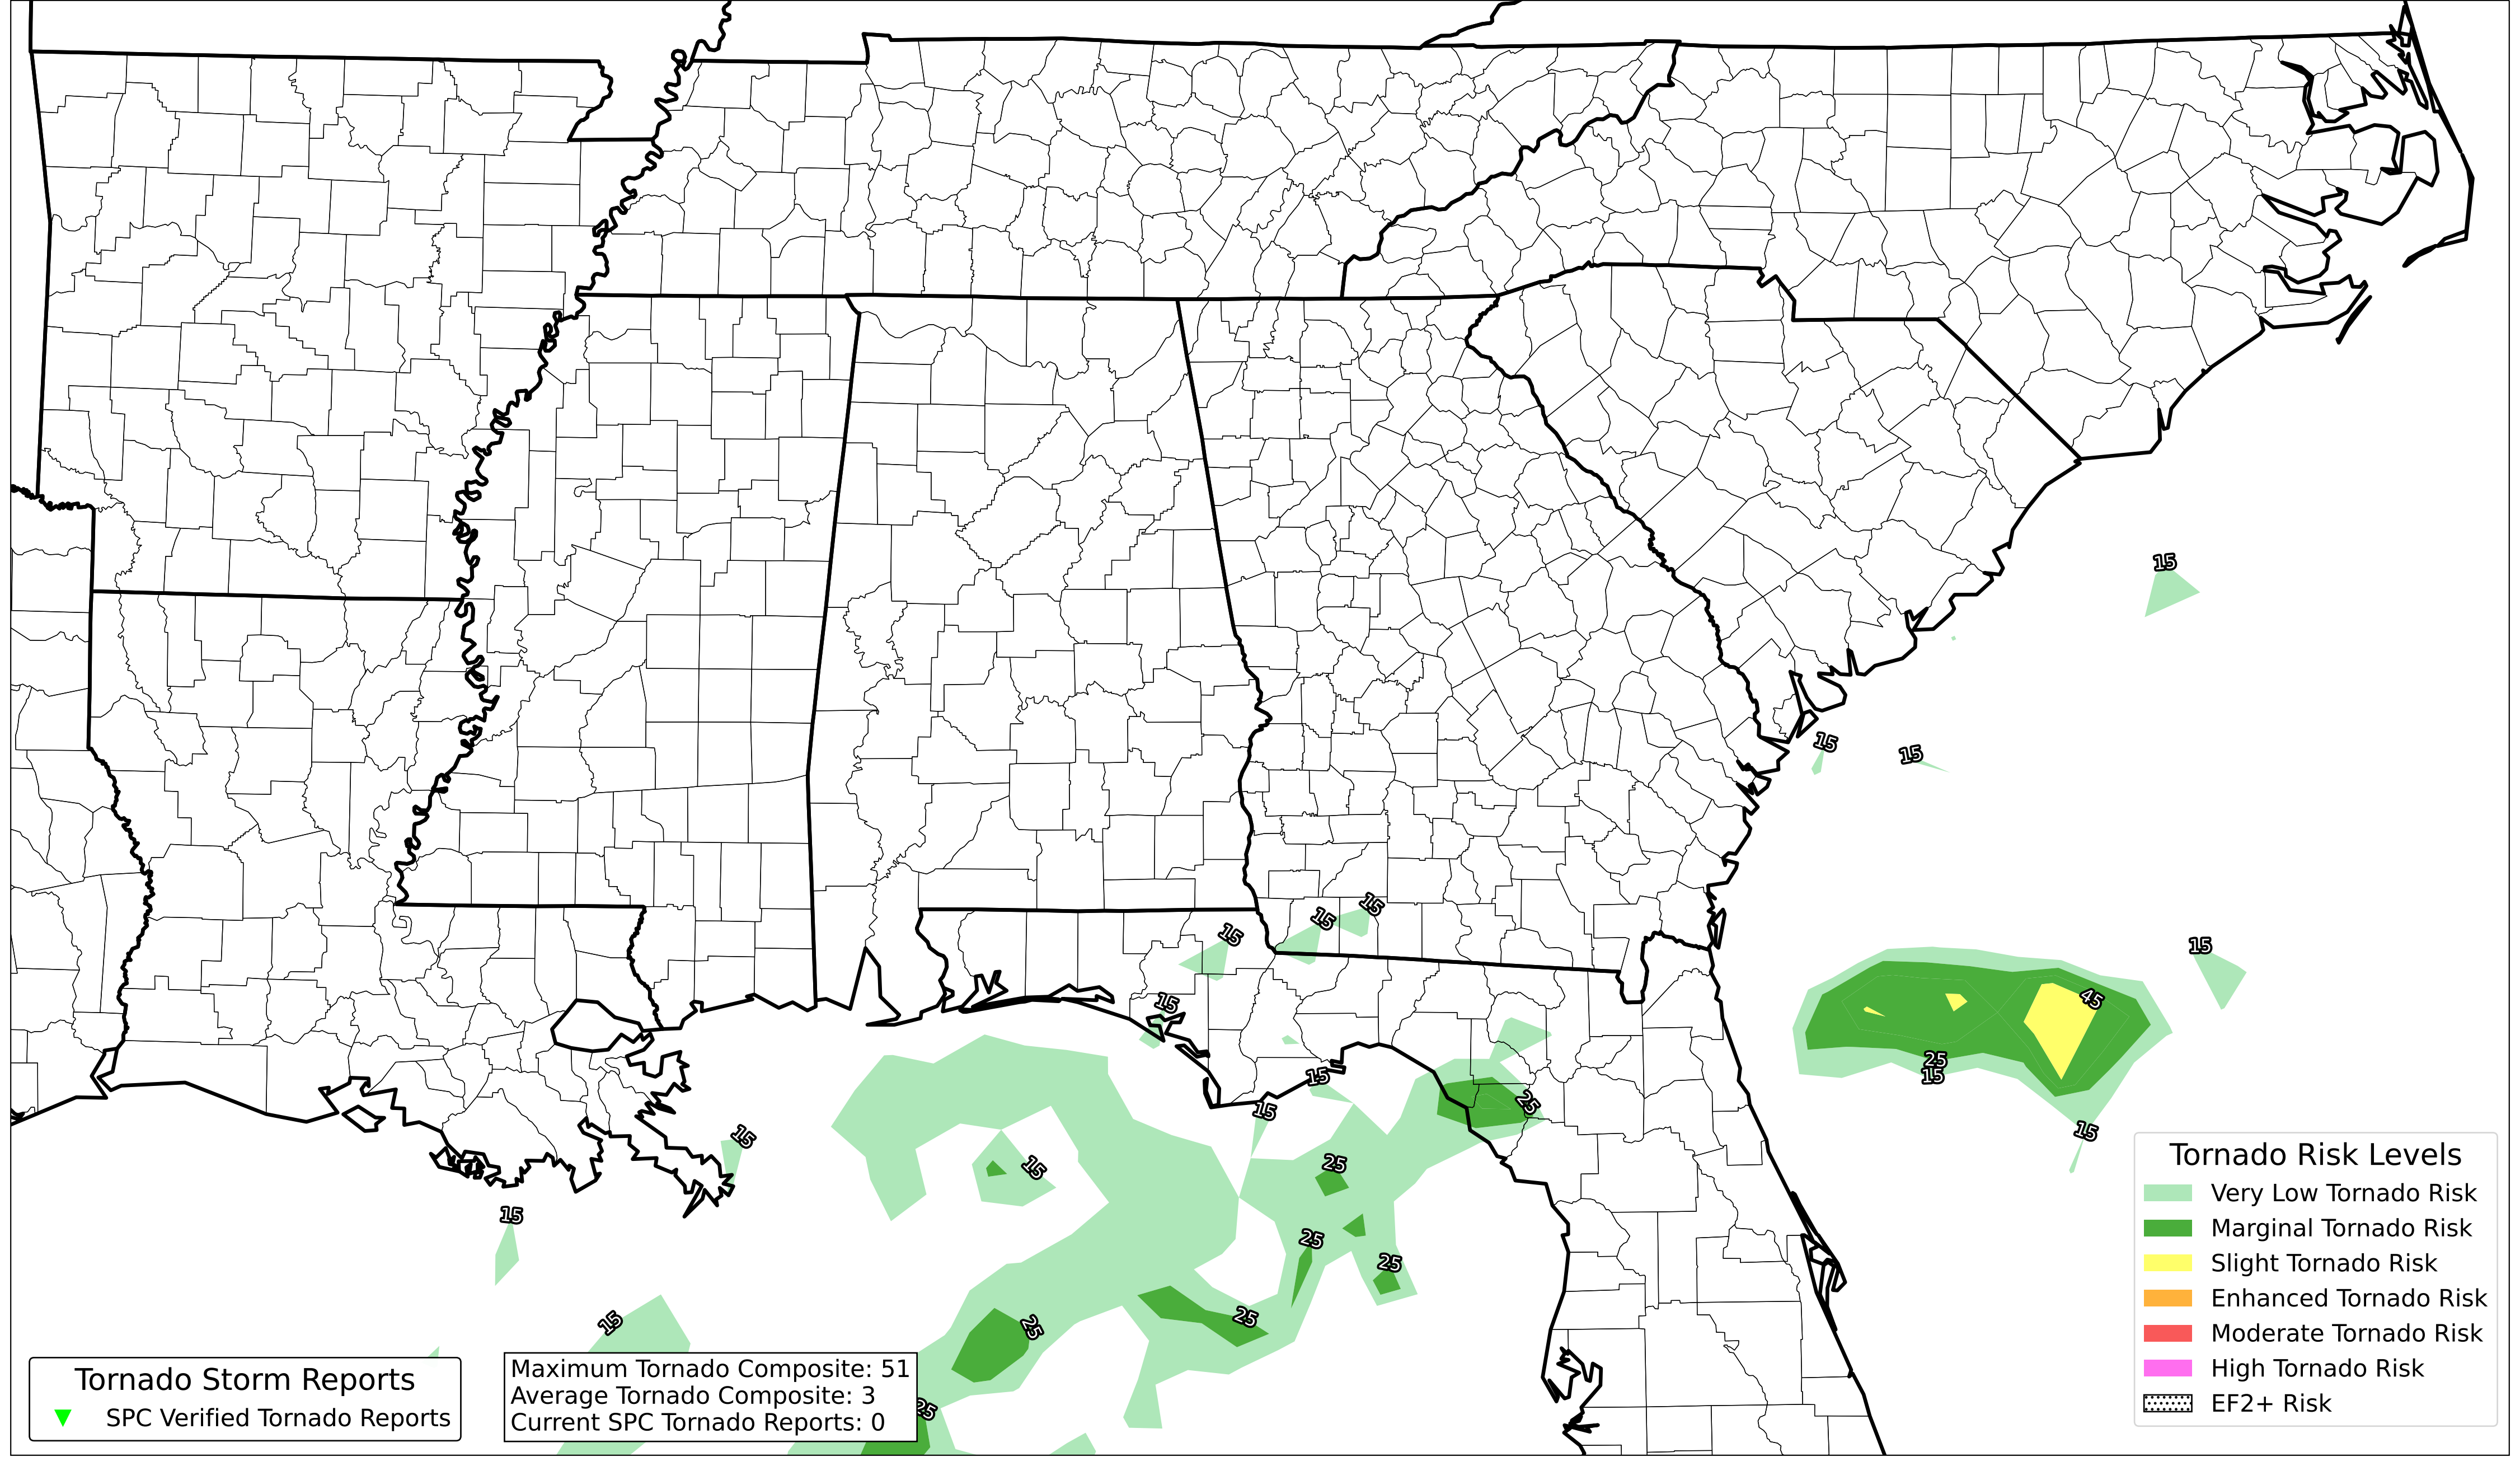 15
15
15
15
15
15
15
15
45
25
15
15
15
25
15
15
25
15
25
25
15
15
25
25
25
Tornado Risk Levels
Very Low Tornado Risk
Marginal Tornado Risk
Slight Tornado Risk
Enhanced Tornado Risk
Moderate Tornado Risk
High Tornado Risk
EF2+ Risk
Tornado Storm Reports
SPC Verified Tornado Reports
Maximum Tornado Composite: 51
Average Tornado Composite: 3
Current SPC Tornado Reports: 0